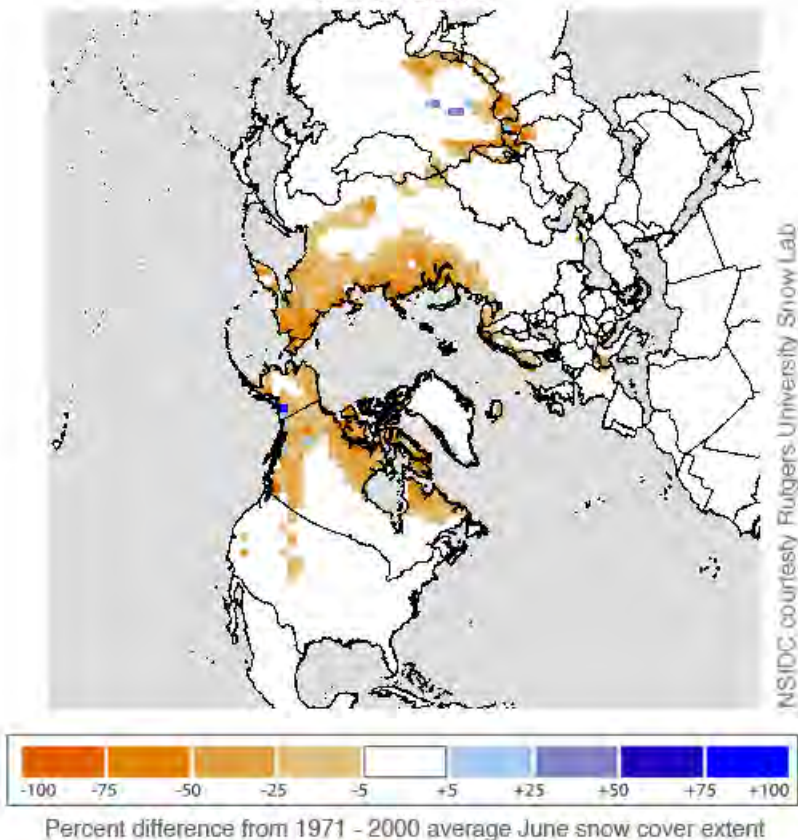 NSIDC courtesty Rutgers University Snow Lab
-100 -75 -50 -25 -5 +5 +25 +50 +75 +100
Percent difference from 1971 - 2000 average June snow cover extent